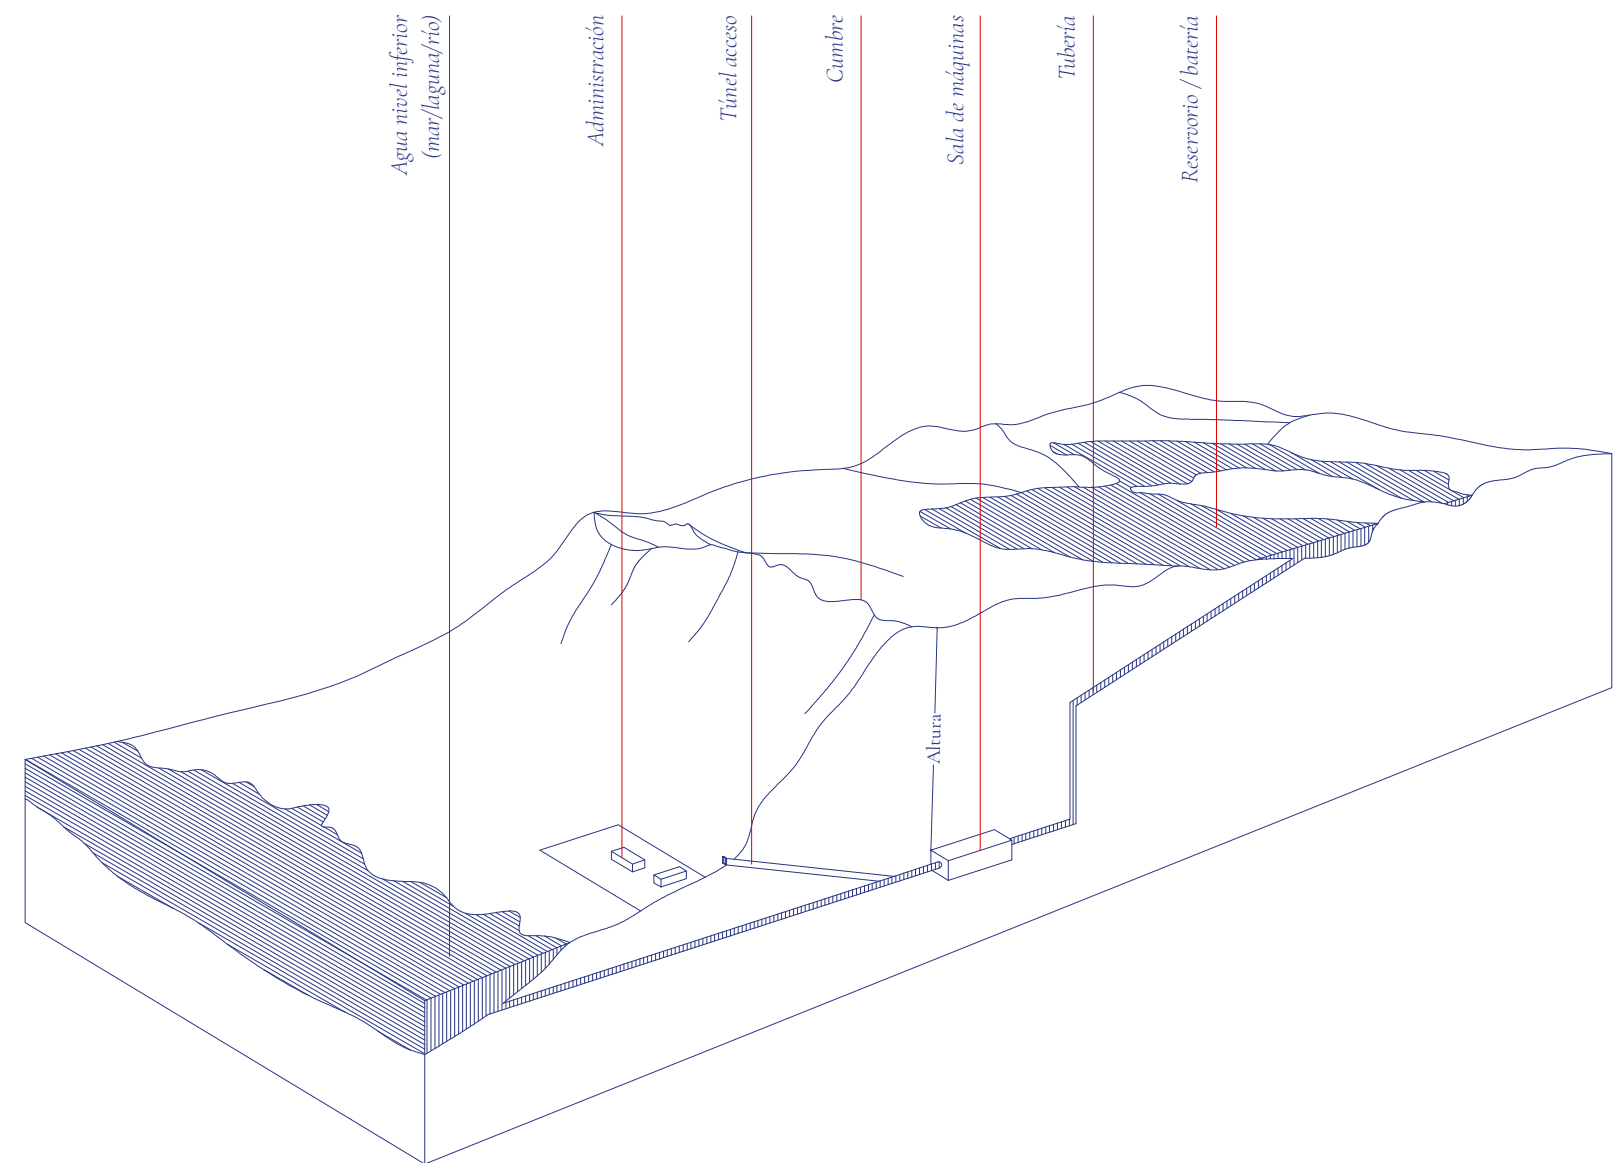 Agua nivel inferior
(mar/laguna/río)
Administración
Túnel acceso
Cumbre
Sala de máquinas
Tubería
Reservorio / batería
Altura